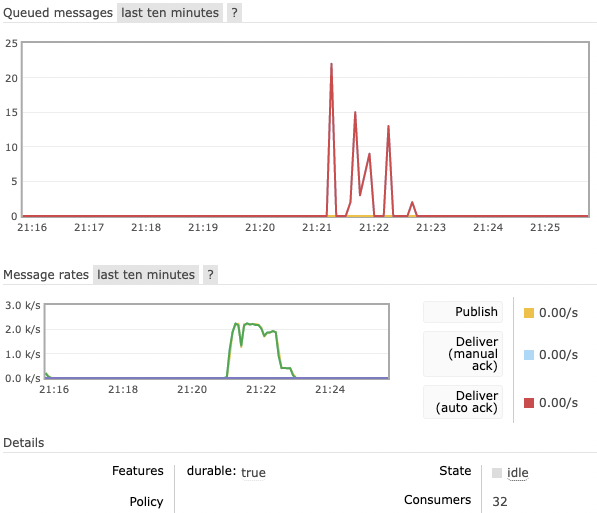 Queued messages last ten minutes ?
25
20
15
10
5
0
21:16 21:17 21:18 21:19 21:20 21:21 21:22 21:23 21:24 21:25
Message rates last ten minutes ?
3.0 k/s
2.0 k/s
1.0 k/s
0.0 k/s
21:16 21:18 21:20 21:22 21:24
Publish 0.00/s
Deliver
(manual
ack) 0.00/s
Deliver
(auto ack) 0.00/s
Details
Features durable: true
Policy
State idle
Consumers 32